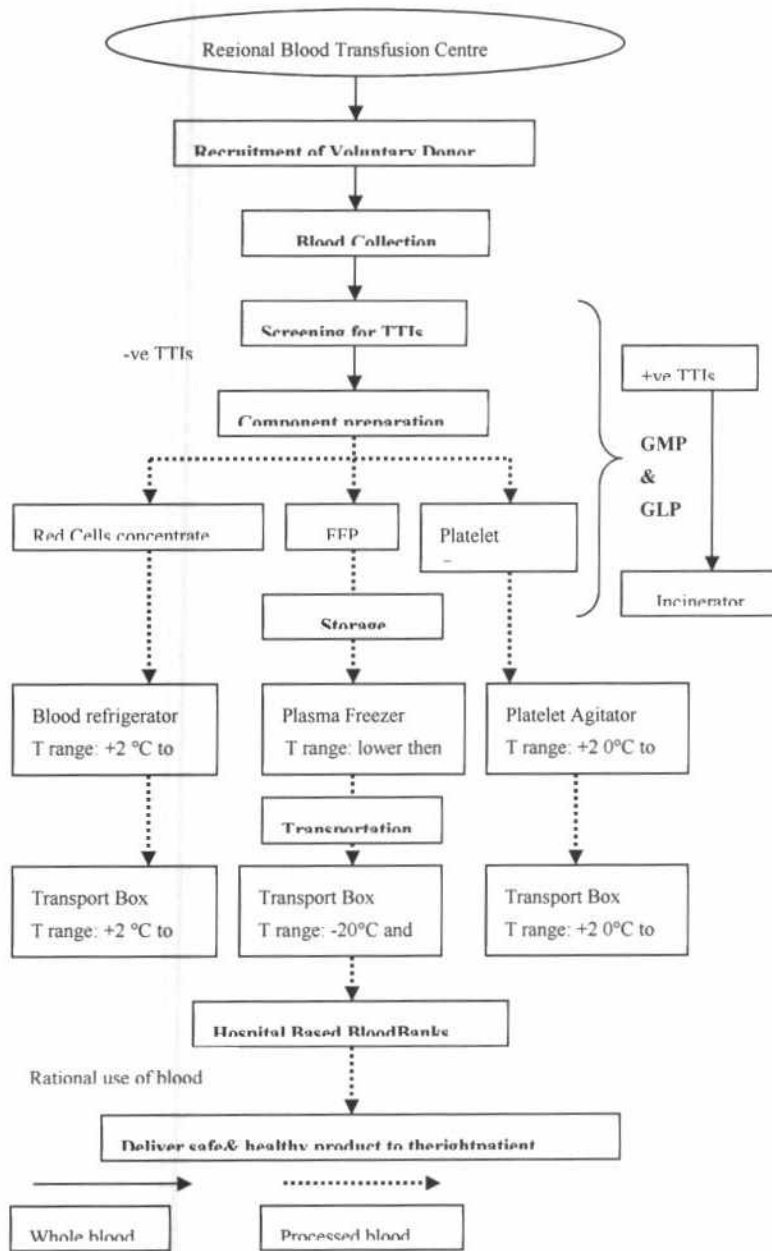 Regional Blood Transfusion Centre
Recruitment of Voluntary Donor
Blood Collection
Screening for TTIs
-ve TTIs
+ve TTIs
Component preparation
GMP
&
GLP
Red Cells concentrate
FFP
Platelet
Incinerator
Storage
Blood refrigerator
T range: +2 °C to
Plasma Freezer
T range: lower then
Platelet Agitator
T range: +2 0°C to
Transportation
Transport Box
T range: +2 °C to
Transport Box
T range: -20°C and
Transport Box
T range: +2 0°C to
Hospital Based BloodBanks
Rational use of blood
Deliver safe& healthy product to therightpatient
Whole blood
Processed blood